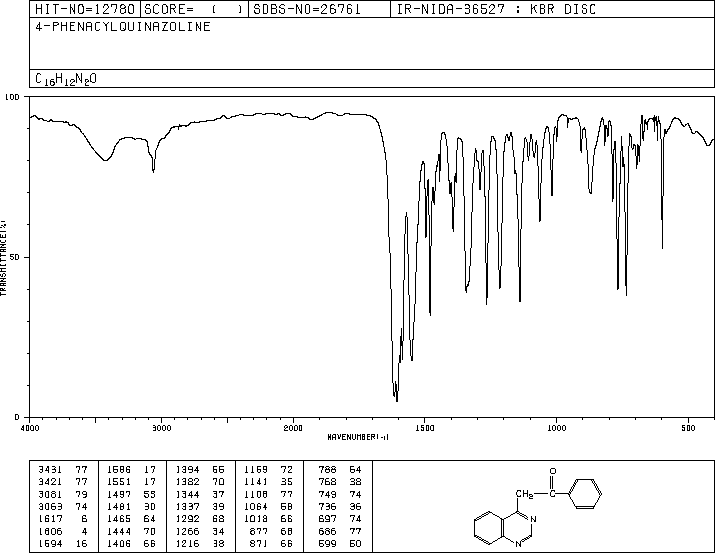 HIT-NO=12780 SCORE= ( ) SDBS-NO=26761 IR-NIDA-36527 : KBR DISC
4-PHENACYLQUINAZOLINE
C16H12N2O
100
50
0
TRANSMITTANCE(%)
4000 3000 2000 1500 1000 500
WAVENUMBER(-1)
3431 77 1586 17 1394 66 1169 72 788 64
3421 77 1551 17 1382 70 1141 35 768 38
3081 79 1497 55 1344 37 1108 77 749 74
3063 74 1481 30 1337 39 1064 58 736 36
1617 6 1465 64 1292 68 1018 66 697 74
1606 4 1444 70 1266 34 877 68 686 77
1594 16 1406 66 1216 38 871 66 599 50
O
CH2 C
N
N